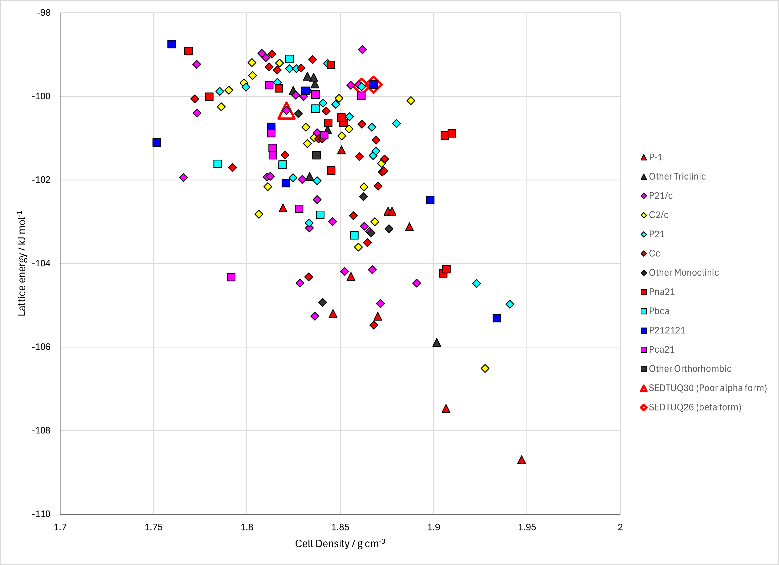 -98
-100
-102
-104
-106
-108
-110
Lattice energy / kJ mol⁻¹
1.7 1.75 1.8 1.85 1.9 1.95 2
Cell Density / g cm⁻³
P-1
Other Triclinic
P21/c
C2/c
P21
Cc
Other Monoclinic
Pna21
Pbca
P212121
Pca21
Other Orthorhombic
SEDTUQ30 (Poor alpha form)
SEDTUQ26 (beta form)